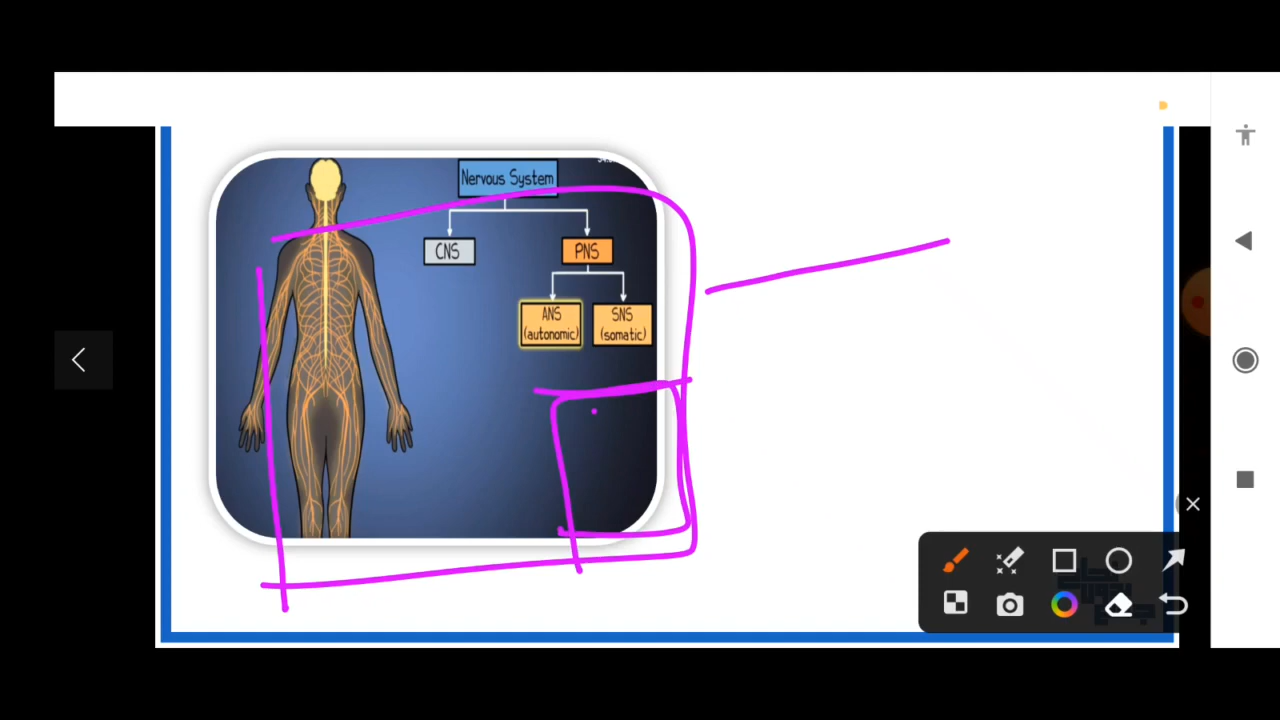 Nervous System
CNS
PNS
ANS
(autonomic)
SNS
(somatic)